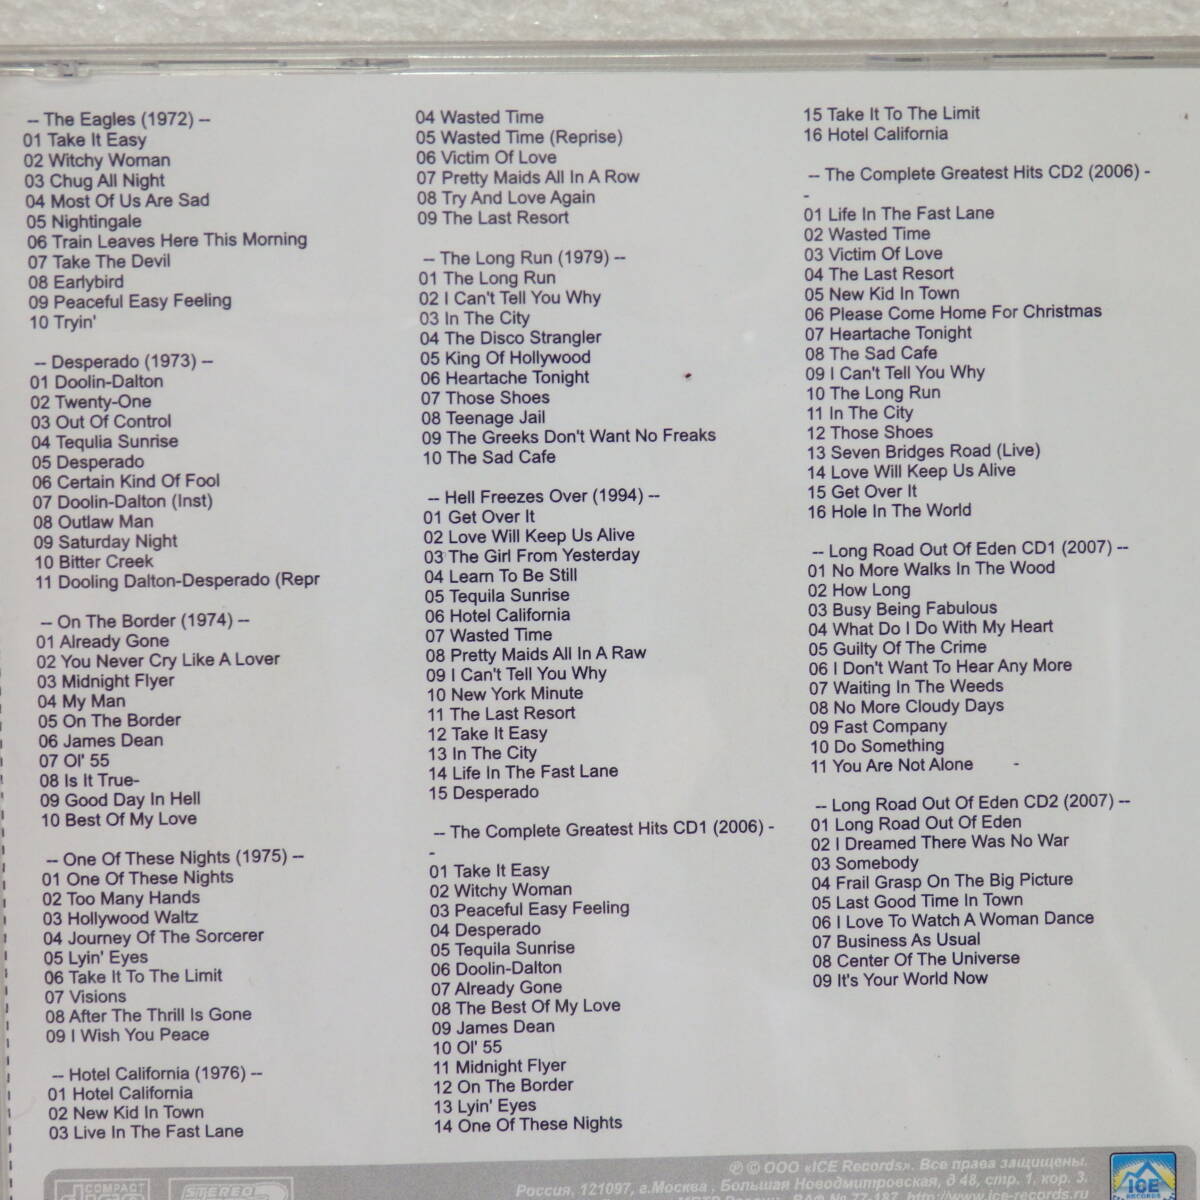 -- The Eagles (1972) --
01 Take It Easy
02 Witchy Woman
03 Chug All Night
04 Most Of Us Are Sad
05 Nightingale
06 Train Leaves Here This Morning
07 Take The Devil
08 Earlybird
09 Peaceful Easy Feeling
10 Tryin'
-- Desperado (1973) --
01 Doolin-Dalton
02 Twenty-One
03 Out Of Control
04 Tequlia Sunrise
05 Desperado
06 Certain Kind Of Fool
07 Doolin-Dalton (Inst)
08 Outlaw Man
09 Saturday Night
10 Bitter Creek
11 Dooling Dalton-Desperado (Repr
-- On The Border (1974) --
01 Already Gone
02 You Never Cry Like A Lover
03 Midnight Flyer
04 My Man
05 On The Border
06 James Dean
07 Ol' 55
08 Is It True-
09 Good Day In Hell
10 Best Of My Love
-- One Of These Nights (1975) --
01 One Of These Nights
02 Too Many Hands
03 Hollywood Waltz
04 Journey Of The Sorcerer
05 Lyin' Eyes
06 Take It To The Limit
07 Visions
08 After The Thrill Is Gone
09 I Wish You Peace
-- Hotel California (1976) --
01 Hotel California
02 New Kid In Town
03 Live In The Fast Lane
04 Wasted Time
05 Wasted Time (Reprise)
06 Victim Of Love
07 Pretty Maids All In A Row
08 Try And Love Again
09 The Last Resort
-- The Long Run (1979) --
01 The Long Run
02 I Can't Tell You Why
03 In The City
04 The Disco Strangler
05 King Of Hollywood
06 Heartache Tonight
07 Those Shoes
08 Teenage Jail
09 The Greeks Don't Want No Freaks
10 The Sad Cafe
-- Hell Freezes Over (1994) --
01 Get Over It
02 Love Will Keep Us Alive
03 The Girl From Yesterday
04 Learn To Be Still
05 Tequila Sunrise
06 Hotel California
07 Wasted Time
08 Pretty Maids All In A Raw
09 I Can't Tell You Why
10 New York Minute
11 The Last Resort
12 Take It Easy
13 In The City
14 Life In The Fast Lane
15 Desperado
-- The Complete Greatest Hits CD1 (2006) -
-
01 Take It Easy
02 Witchy Woman
03 Peaceful Easy Feeling
04 Desperado
05 Tequila Sunrise
06 Doolin-Dalton
07 Already Gone
08 The Best Of My Love
09 James Dean
10 Ol' 55
11 Midnight Flyer
12 On The Border
13 Lyin' Eyes
14 One Of These Nights
15 Take It To The Limit
16 Hotel California
-- The Complete Greatest Hits CD2 (2006) -
-
01 Life In The Fast Lane
02 Wasted Time
03 Victim Of Love
04 The Last Resort
05 New Kid In Town
06 Please Come Home For Christmas
07 Heartache Tonight
08 The Sad Cafe
09 I Can't Tell You Why
10 The Long Run
11 In The City
12 Those Shoes
13 Seven Bridges Road (Live)
14 Love Will Keep Us Alive
15 Get Over It
16 Hole In The World
-- Long Road Out Of Eden CD1 (2007) --
01 No More Walks In The Wood
02 How Long
03 Busy Being Fabulous
04 What Do I Do With My Heart
05 Guilty Of The Crime
06 I Don't Want To Hear Any More
07 Waiting In The Weeds
08 No More Cloudy Days
09 Fast Company
10 Do Something
11 You Are Not Alone
-- Long Road Out Of Eden CD2 (2007) --
01 Long Road Out Of Eden
02 I Dreamed There Was No War
03 Somebody
04 Frail Grasp On The Big Picture
05 Last Good Time In Town
06 I Love To Watch A Woman Dance
07 Business As Usual
08 Center Of The Universe
09 It's Your World Now
COMPACT
STEREO
℗ © ООО «ICE Records». Все права защищены.
Россия, 121097, г.Москва , Большая Новодмитровская, д 48, стр. 1, кор. 3.
ВАФ № 77-187, http://www.ice-records.ru
ICE
RECORDS